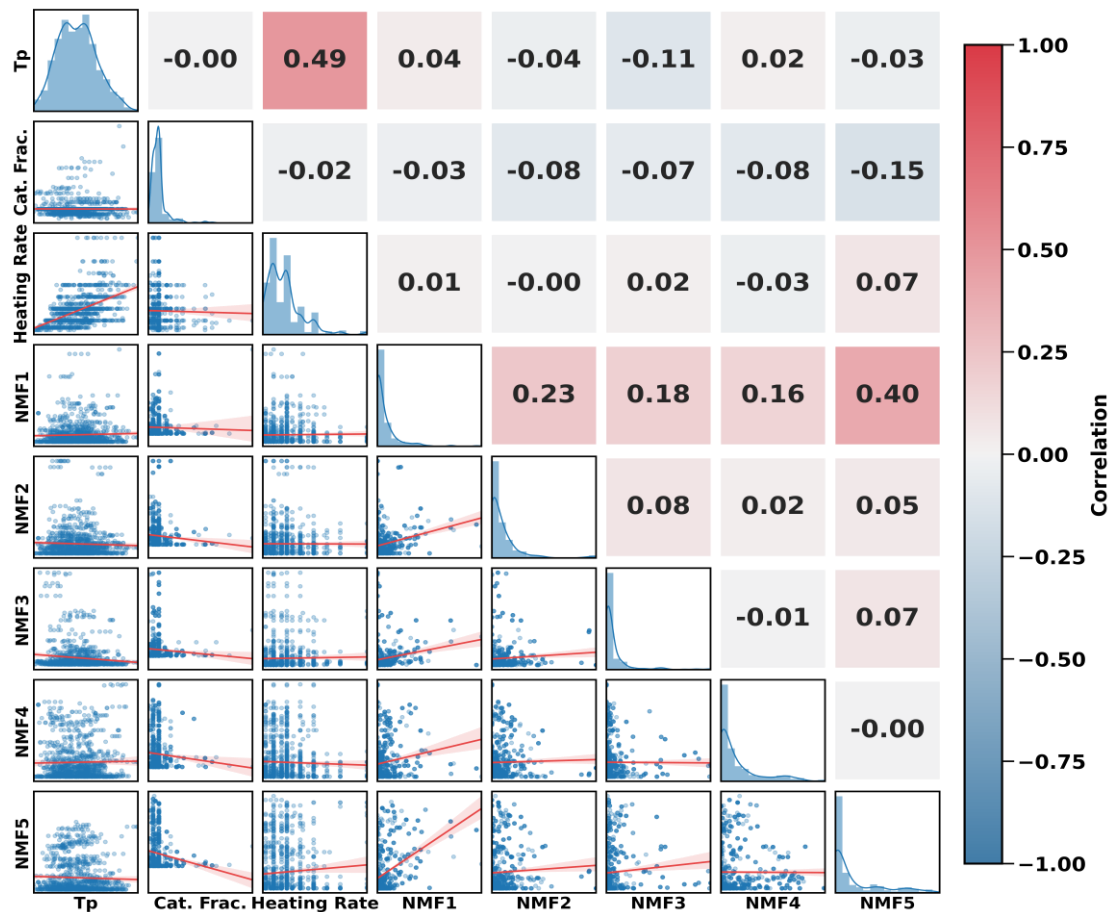 Tp
-0.00 0.49 0.04 -0.04 -0.11 0.02 -0.03
Cat. Frac.
-0.02 -0.03 -0.08 -0.07 -0.08 -0.15
Heating Rate
0.01 -0.00 0.02 -0.03 0.07
NMF1
0.23 0.18 0.16 0.40
NMF2
0.08 0.02 0.05
NMF3
-0.01 0.07
NMF4
-0.00
NMF5
Tp Cat. Frac. Heating Rate NMF1 NMF2 NMF3 NMF4 NMF5
1.00
0.75
0.50
0.25
0.00
−0.25
−0.50
−0.75
−1.00
Correlation